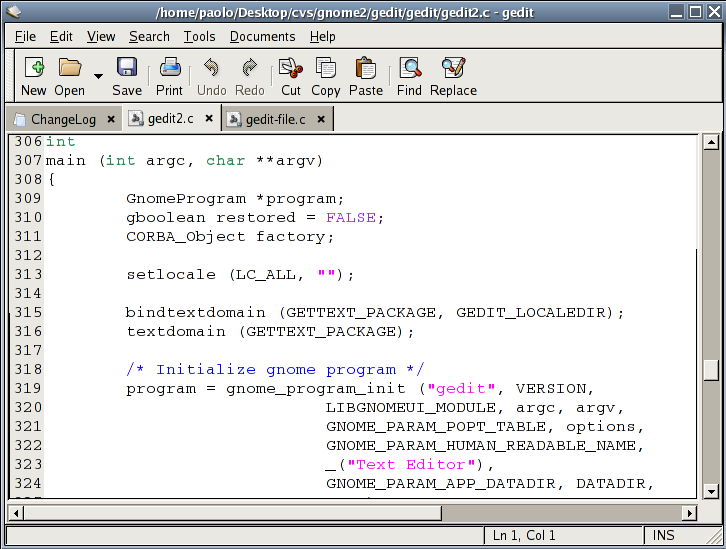 /home/paolo/Desktop/cvs/gnome2/gedit/gedit/gedit2.c - gedit
File Edit View Search Tools Documents Help
New Open Save Print Undo Redo Cut Copy Paste Find Replace
ChangeLog gedit2.c gedit-file.c
306 int
307 main (int argc, char **argv)
308 {
309 GnomeProgram *program;
310 gboolean restored = FALSE;
311 CORBA_Object factory;
312
313 setlocale (LC_ALL, "");
314
315 bindtextdomain (GETTEXT_PACKAGE, GEDIT_LOCALEDIR);
316 textdomain (GETTEXT_PACKAGE);
317
318 /* Initialize gnome program */
319 program = gnome_program_init ("gedit", VERSION,
320 LIBGNOMEUI_MODULE, argc, argv,
321 GNOME_PARAM_POPT_TABLE, options,
322 GNOME_PARAM_HUMAN_READABLE_NAME,
323 _("Text Editor"),
324 GNOME_PARAM_APP_DATADIR, DATADIR,
Ln 1, Col 1 INS